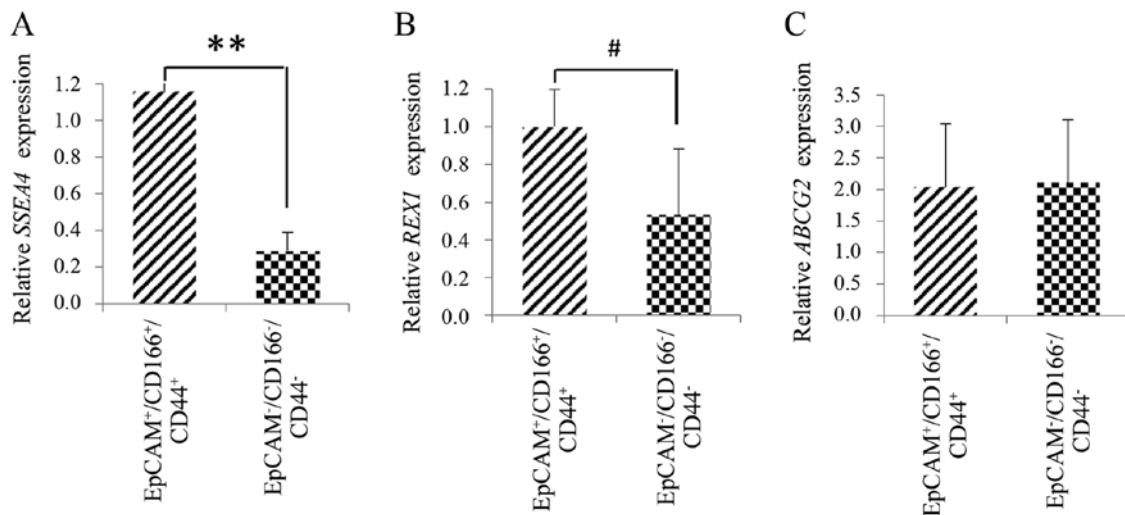 A
**
Relative SSEA4 expression
1.2
1.0
0.8
0.6
0.4
0.2
0.0
EpCAM⁺/CD166⁺/
CD44⁺
EpCAM⁻/CD166⁻/
CD44⁻
B
#
Relative REX1 expression
1.2
1.0
0.8
0.6
0.4
0.2
0.0
EpCAM⁺/CD166⁺/
CD44⁺
EpCAM⁻/CD166⁻/
CD44⁻
C
Relative ABCG2 expression
3.5
3.0
2.5
2.0
1.5
1.0
0.5
0.0
EpCAM⁺/CD166⁺/
CD44⁺
EpCAM⁻/CD166⁻/
CD44⁻